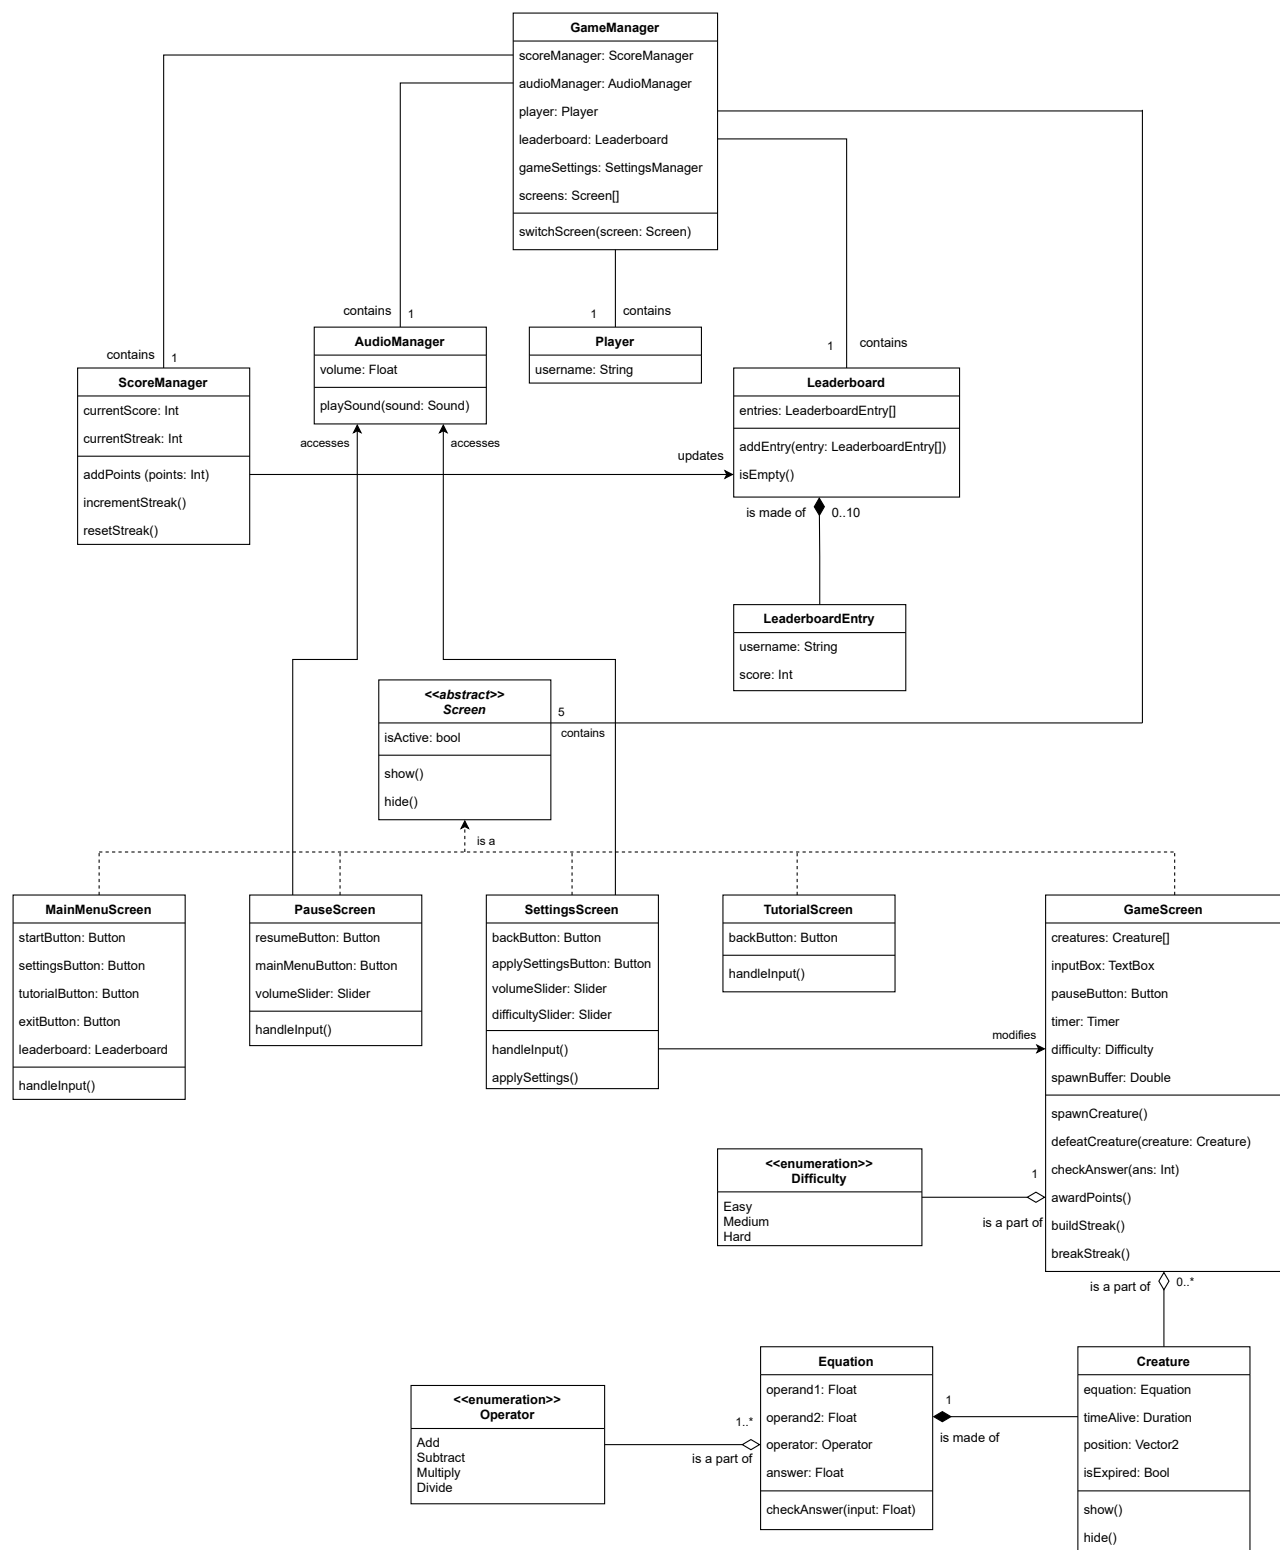 GameManager
scoreManager: ScoreManager
audioManager: AudioManager
player: Player
leaderboard: Leaderboard
gameSettings: SettingsManager
screens: Screen[]
switchScreen(screen: Screen)
contains
1
contains
1
1
contains
1
contains
ScoreManager
currentScore: Int
currentStreak: Int
addPoints (points: Int)
incrementStreak()
resetStreak()
AudioManager
volume: Float
playSound(sound: Sound)
Player
username: String
Leaderboard
entries: LeaderboardEntry[]
addEntry(entry: LeaderboardEntry[])
isEmpty()
accesses
accesses
updates
is made of
0..10
LeaderboardEntry
username: String
score: Int
<<abstract>>
Screen
isActive: bool
show()
hide()
5
contains
is a
MainMenuScreen
startButton: Button
settingsButton: Button
tutorialButton: Button
exitButton: Button
leaderboard: Leaderboard
handleInput()
PauseScreen
resumeButton: Button
mainMenuButton: Button
volumeSlider: Slider
handleInput()
SettingsScreen
backButton: Button
applySettingsButton: Button
volumeSlider: Slider
difficultySlider: Slider
handleInput()
applySettings()
TutorialScreen
backButton: Button
handleInput()
modifies
GameScreen
creatures: Creature[]
inputBox: TextBox
pauseButton: Button
timer: Timer
difficulty: Difficulty
spawnBuffer: Double
spawnCreature()
defeatCreature(creature: Creature)
checkAnswer(ans: Int)
awardPoints()
buildStreak()
breakStreak()
<<enumeration>>
Difficulty
Easy
Medium
Hard
1
is a part of
is a part of
0..*
<<enumeration>>
Operator
Add
Subtract
Multiply
Divide
1..*
is a part of
Equation
operand1: Float
operand2: Float
operator: Operator
answer: Float
checkAnswer(input: Float)
1
is made of
Creature
equation: Equation
timeAlive: Duration
position: Vector2
isExpired: Bool
show()
hide()